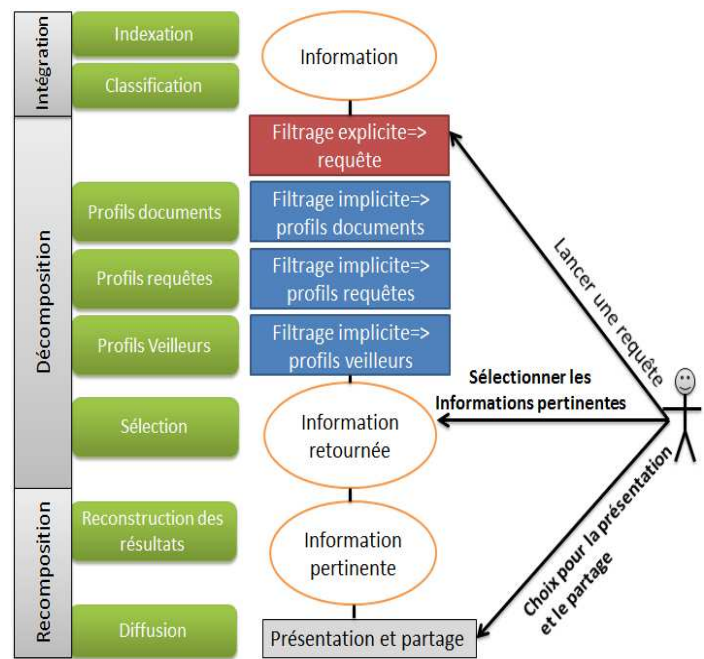 Intégration
Indexation
Classification
Information
Décomposition
Filtrage explicite=>
requête
Profils documents
Filtrage implicite=>
profils documents
Profils requêtes
Filtrage implicite=>
profils requêtes
Profils Veilleurs
Filtrage implicite=>
profils veilleurs
Sélection
Information
retournée
Recomposition
Reconstruction des
résultats
Information
pertinente
Diffusion
Présentation et partage
Lancer une requête
Sélectionner les
Informations pertinentes
Choix pour la présentation
et le partage